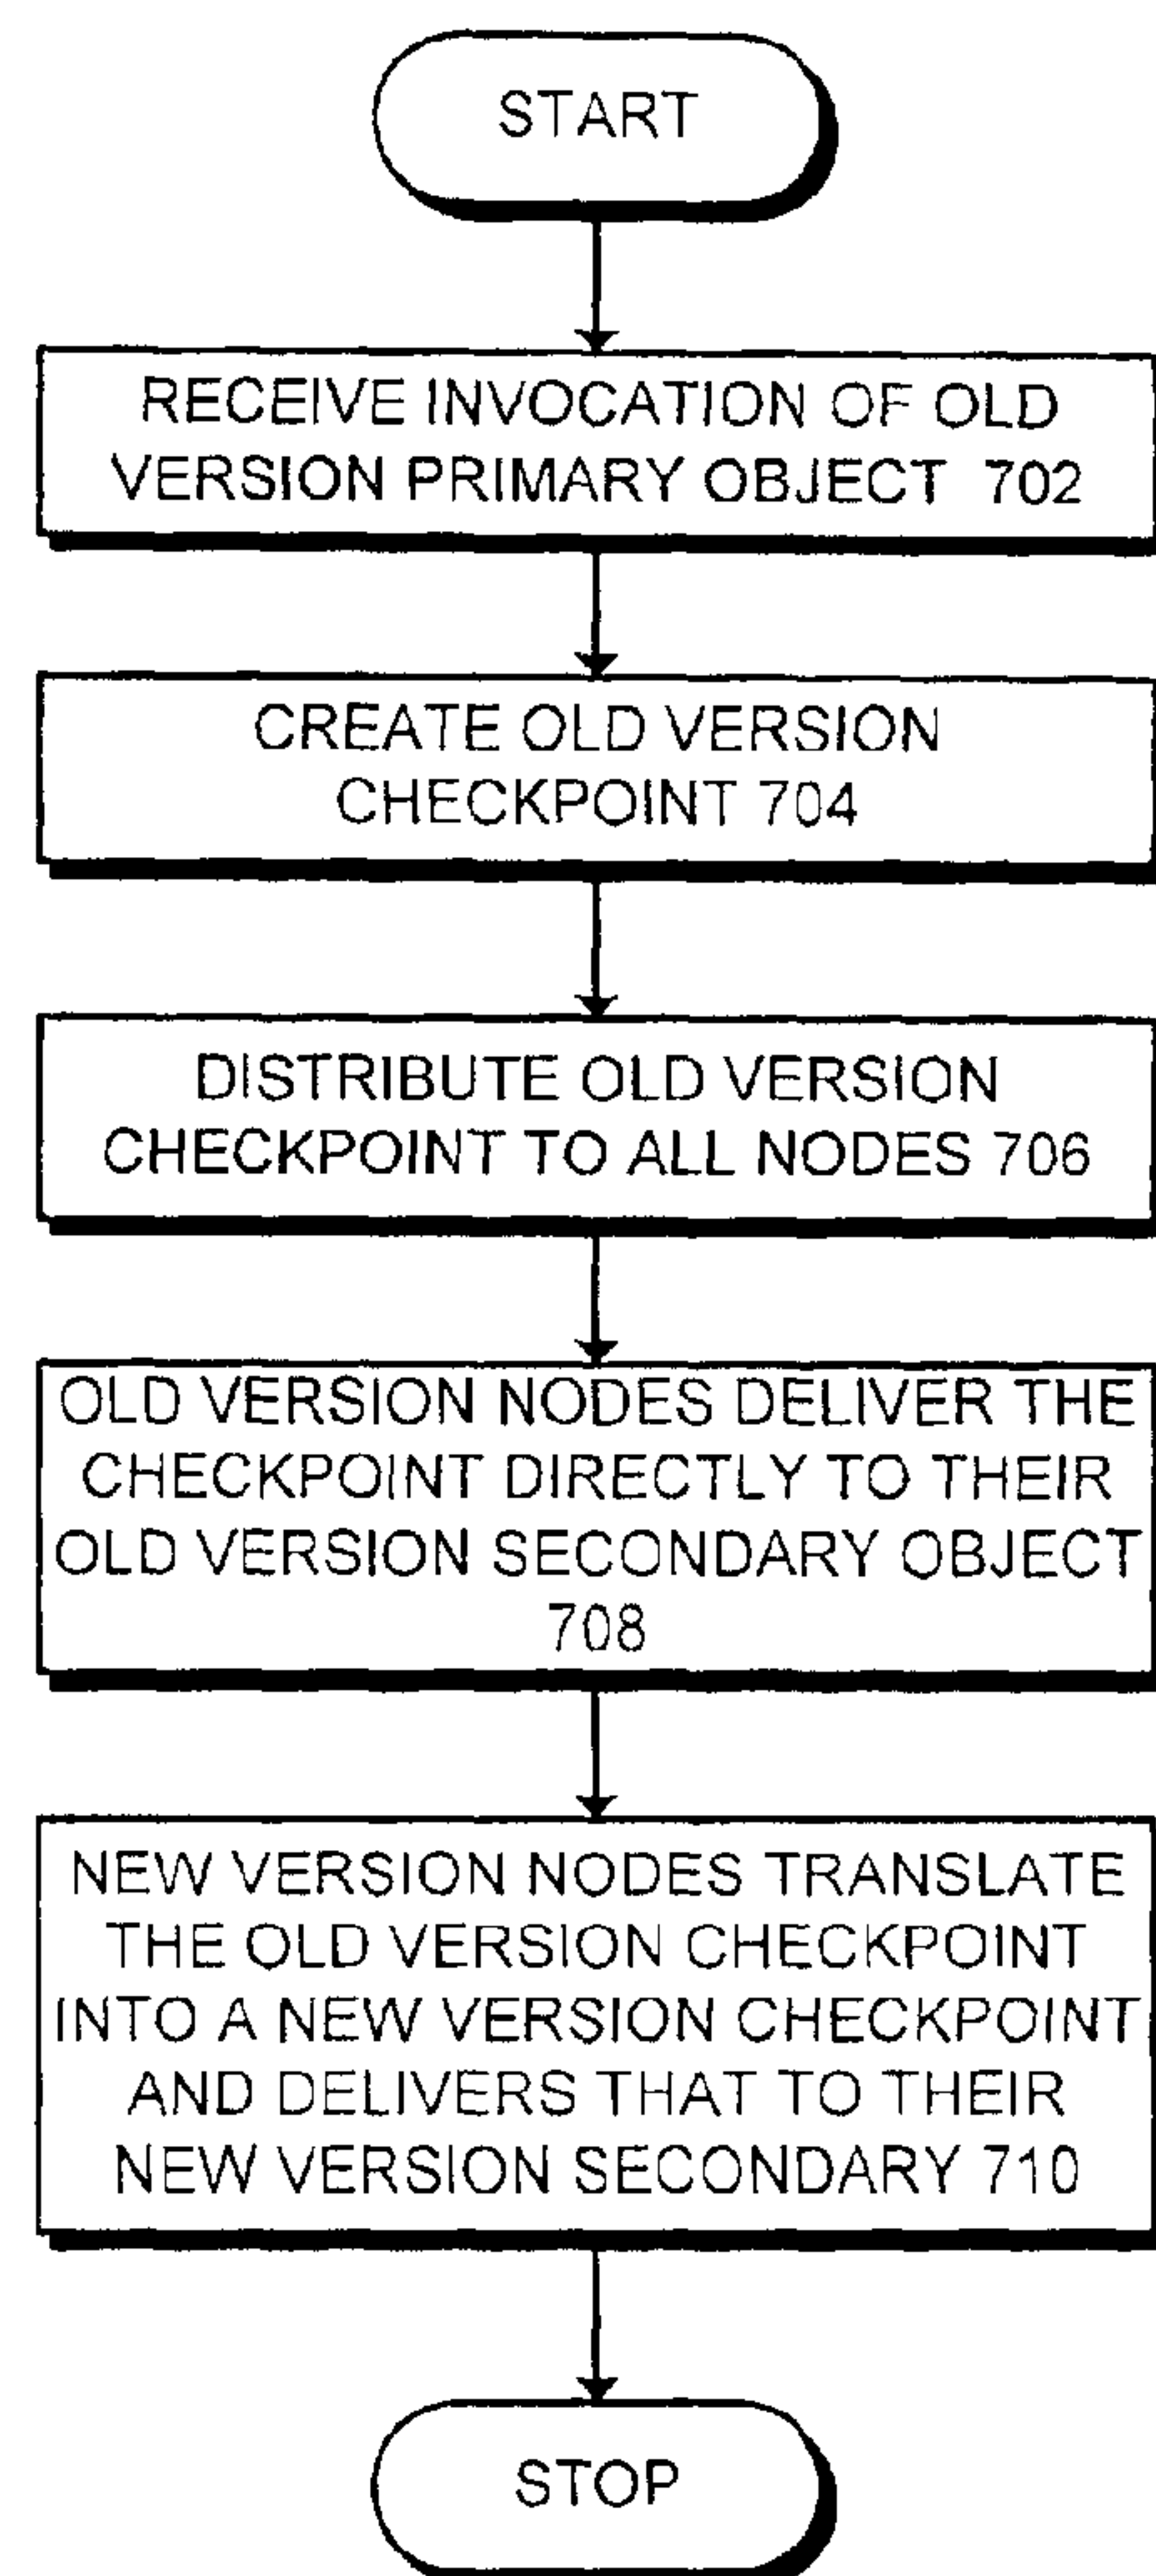 START
RECEIVE INVOCATION OF OLD
VERSION PRIMARY OBJECT 702
CREATE OLD VERSION
CHECKPOINT 704
DISTRIBUTE OLD VERSION
CHECKPOINT TO ALL NODES 706
OLD VERSION NODES DELIVER THE
CHECKPOINT DIRECTLY TO THEIR
OLD VERSION SECONDARY OBJECT
708
NEW VERSION NODES TRANSLATE
THE OLD VERSION CHECKPOINT
INTO A NEW VERSION CHECKPOINT
AND DELIVERS THAT TO THEIR
NEW VERSION SECONDARY 710
STOP